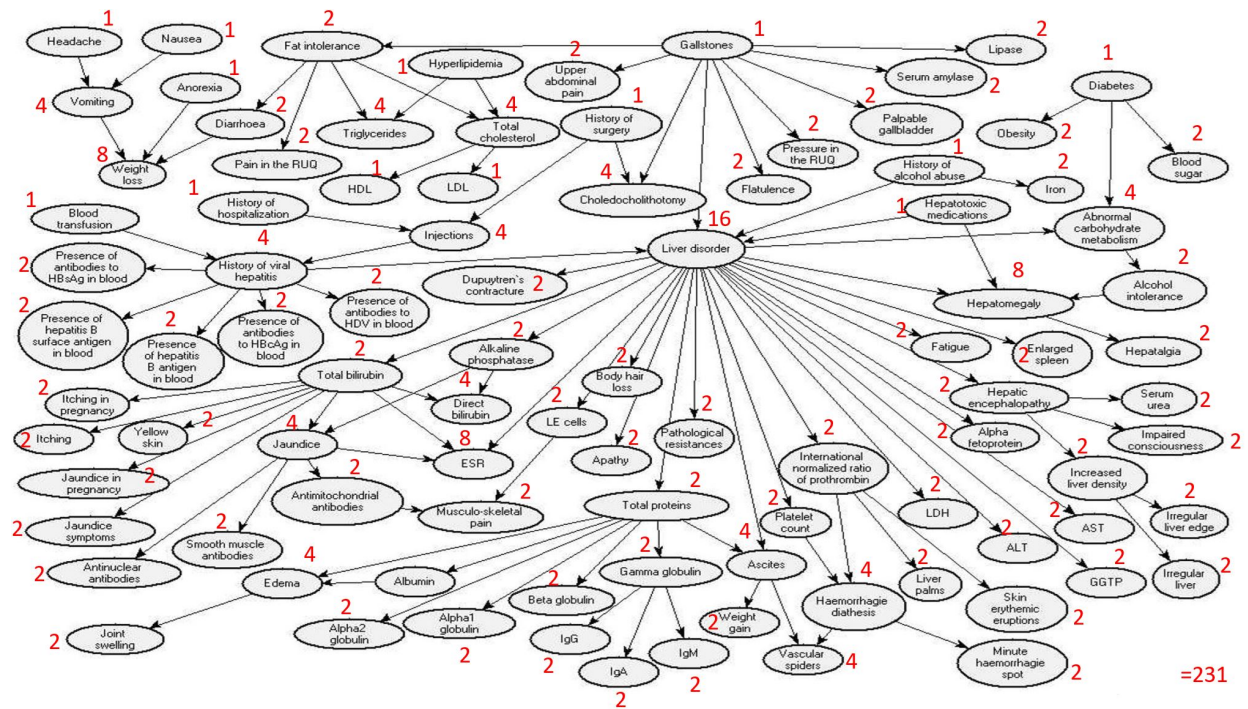 1
Headache
1
Nausea
2
Fat intolerance
1
Gallstones
2
Lipase
1
Hyperlipidemia
2
Upper
abdominal
pain
Serum amylase
2
1
Diabetes
4
Vomiting
1
Anorexia
2
Diarrhoea
4
Triglycerides
4
Total
cholesterol
1
History of
surgery
2
Palpable
gallbladder
2
Pressure in
the RUQ
Obesity
2
2
Blood
sugar
8
Weight
loss
2
Pain in the RUQ
1
HDL
1
LDL
4
Choledocholithotomy
2
Flatulence
1
History of
alcohol abuse
2
Iron
1
Blood
transfusion
1
History of
hospitalization
Injections
4
16
Liver disorder
1
Hepatotoxic
medications
4
Abnormal
carbohydrate
metabolism
2
Presence of
antibodies to
HBsAg in blood
4
History of viral
hepatitis
2
Presence of
antibodies to
HDV in blood
Dupuytren`s
contracture
2
8
Hepatomegaly
2
Alcohol
intolerance
2
Presence of
hepatitis B
surface antigen
in blood
2
Presence
of hepatitis
B antigen
in blood
2
Presence of
antibodies
to HBcAg in
blood
2
Alkaline
phosphatase
2
Fatigue
2
Enlarged
spleen
Hepatalgia
2
2
Total bilirubin
2
Body hair
loss
2
Itching in
pregnancy
4
Direct
bilirubin
2
LE cells
2
Pathological
resistances
2
Hepatic
encephalopathy
Serum
urea
2
2
Itching
Yellow
skin
2
4
Jaundice
8
ESR
Apathy
2
2
International
normalized ratio
of prothrombin
2
Alpha
fetoprotein
Impaired
consciousness
2
Jaundice in
pregnancy
2
Antimitochondrial
antibodies
2
Musculo-skeletal
pain
2
Total proteins
2
2
Platelet
count
2
LDH
2
Increased
liver density
2
Jaundice
symptoms
2
Smooth muscle
antibodies
4
Ascites
ALT
2
2
AST
2
Irregular
liver edge
2
Antinuclear
antibodies
4
Edema
Albumin
2
Gamma globulin
4
Haemorrhagie
diathesis
2
Liver
palms
GGTP
2
Irregular
liver
2
2
Joint
swelling
2
Alpha2
globulin
Alpha1
globulin
2
2
Beta globulin
IgG
2
IgA
2
IgM
2
Weight
gain
2
Vascular
spiders
4
Skin
erythemic
eruptions
2
Minute
haemorrhagie
spot
2
=231